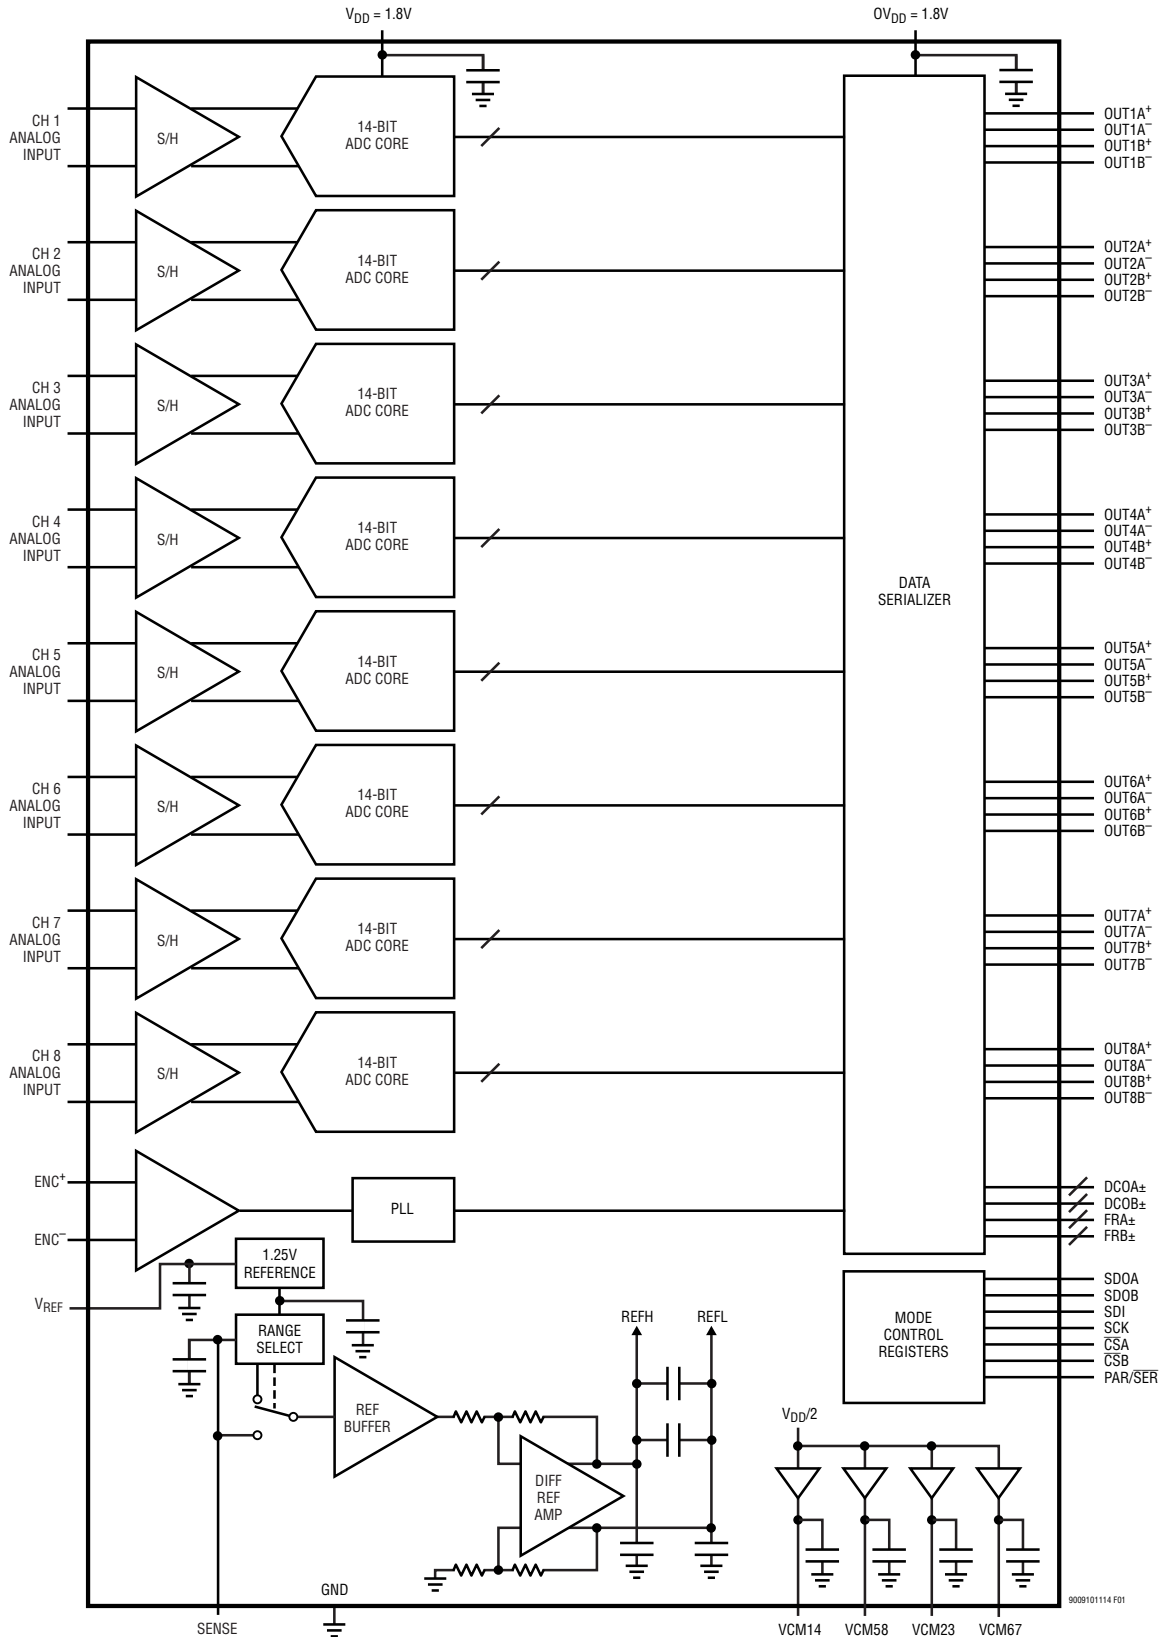 V_DD = 1.8V
OV_DD = 1.8V
CH 1
ANALOG
INPUT
S/H
14-BIT
ADC CORE
OUT1A⁺
OUT1A⁻
OUT1B⁺
OUT1B⁻
CH 2
ANALOG
INPUT
S/H
14-BIT
ADC CORE
OUT2A⁺
OUT2A⁻
OUT2B⁺
OUT2B⁻
CH 3
ANALOG
INPUT
S/H
14-BIT
ADC CORE
OUT3A⁺
OUT3A⁻
OUT3B⁺
OUT3B⁻
CH 4
ANALOG
INPUT
S/H
14-BIT
ADC CORE
OUT4A⁺
OUT4A⁻
OUT4B⁺
OUT4B⁻
DATA
SERIALIZER
CH 5
ANALOG
INPUT
S/H
14-BIT
ADC CORE
OUT5A⁺
OUT5A⁻
OUT5B⁺
OUT5B⁻
CH 6
ANALOG
INPUT
S/H
14-BIT
ADC CORE
OUT6A⁺
OUT6A⁻
OUT6B⁺
OUT6B⁻
CH 7
ANALOG
INPUT
S/H
14-BIT
ADC CORE
OUT7A⁺
OUT7A⁻
OUT7B⁺
OUT7B⁻
CH 8
ANALOG
INPUT
S/H
14-BIT
ADC CORE
OUT8A⁺
OUT8A⁻
OUT8B⁺
OUT8B⁻
ENC⁺
ENC⁻
PLL
DCOA±
DCOB±
FRA±
FRB±
1.25V
REFERENCE
V_REF
RANGE
SELECT
REFH
REFL
MODE
CONTROL
REGISTERS
SDOA
SDOB
SDI
SCK
C̅S̅A
C̅S̅B
PAR/S̅E̅R̅
REF
BUFFER
DIFF
REF
AMP
V_DD/2
GND
SENSE
VCM14
VCM58
VCM23
VCM67
9009101114 F01